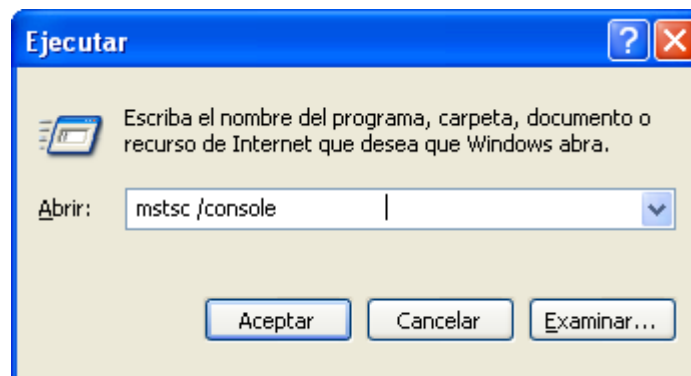 Ejecutar
Escriba el nombre del programa, carpeta, documento o
recurso de Internet que desea que Windows abra.
Abrir: mstsc /console
Aceptar Cancelar Examinar...